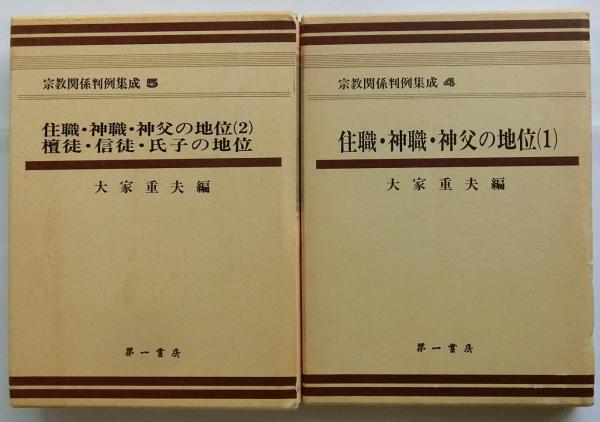 宗教関係判例集成 5
住職・神職・神父の地位(2)
檀徒・信徒・氏子の地位
大家重夫編
第一書房
宗教関係判例集成 4
住職・神職・神父の地位(1)
大家重夫編
第一書房